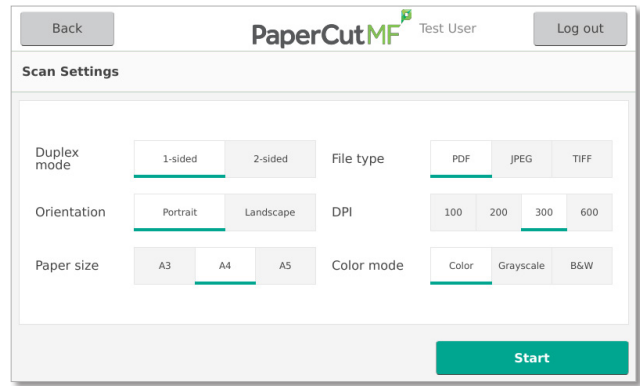 Back
PaperCutMF
Test User
Log out
Scan Settings
Duplex
mode
1-sided
2-sided
File type
PDF
JPEG
TIFF
Orientation
Portrait
Landscape
DPI
100
200
300
600
Paper size
A3
A4
A5
Color mode
Color
Grayscale
B&W
Start